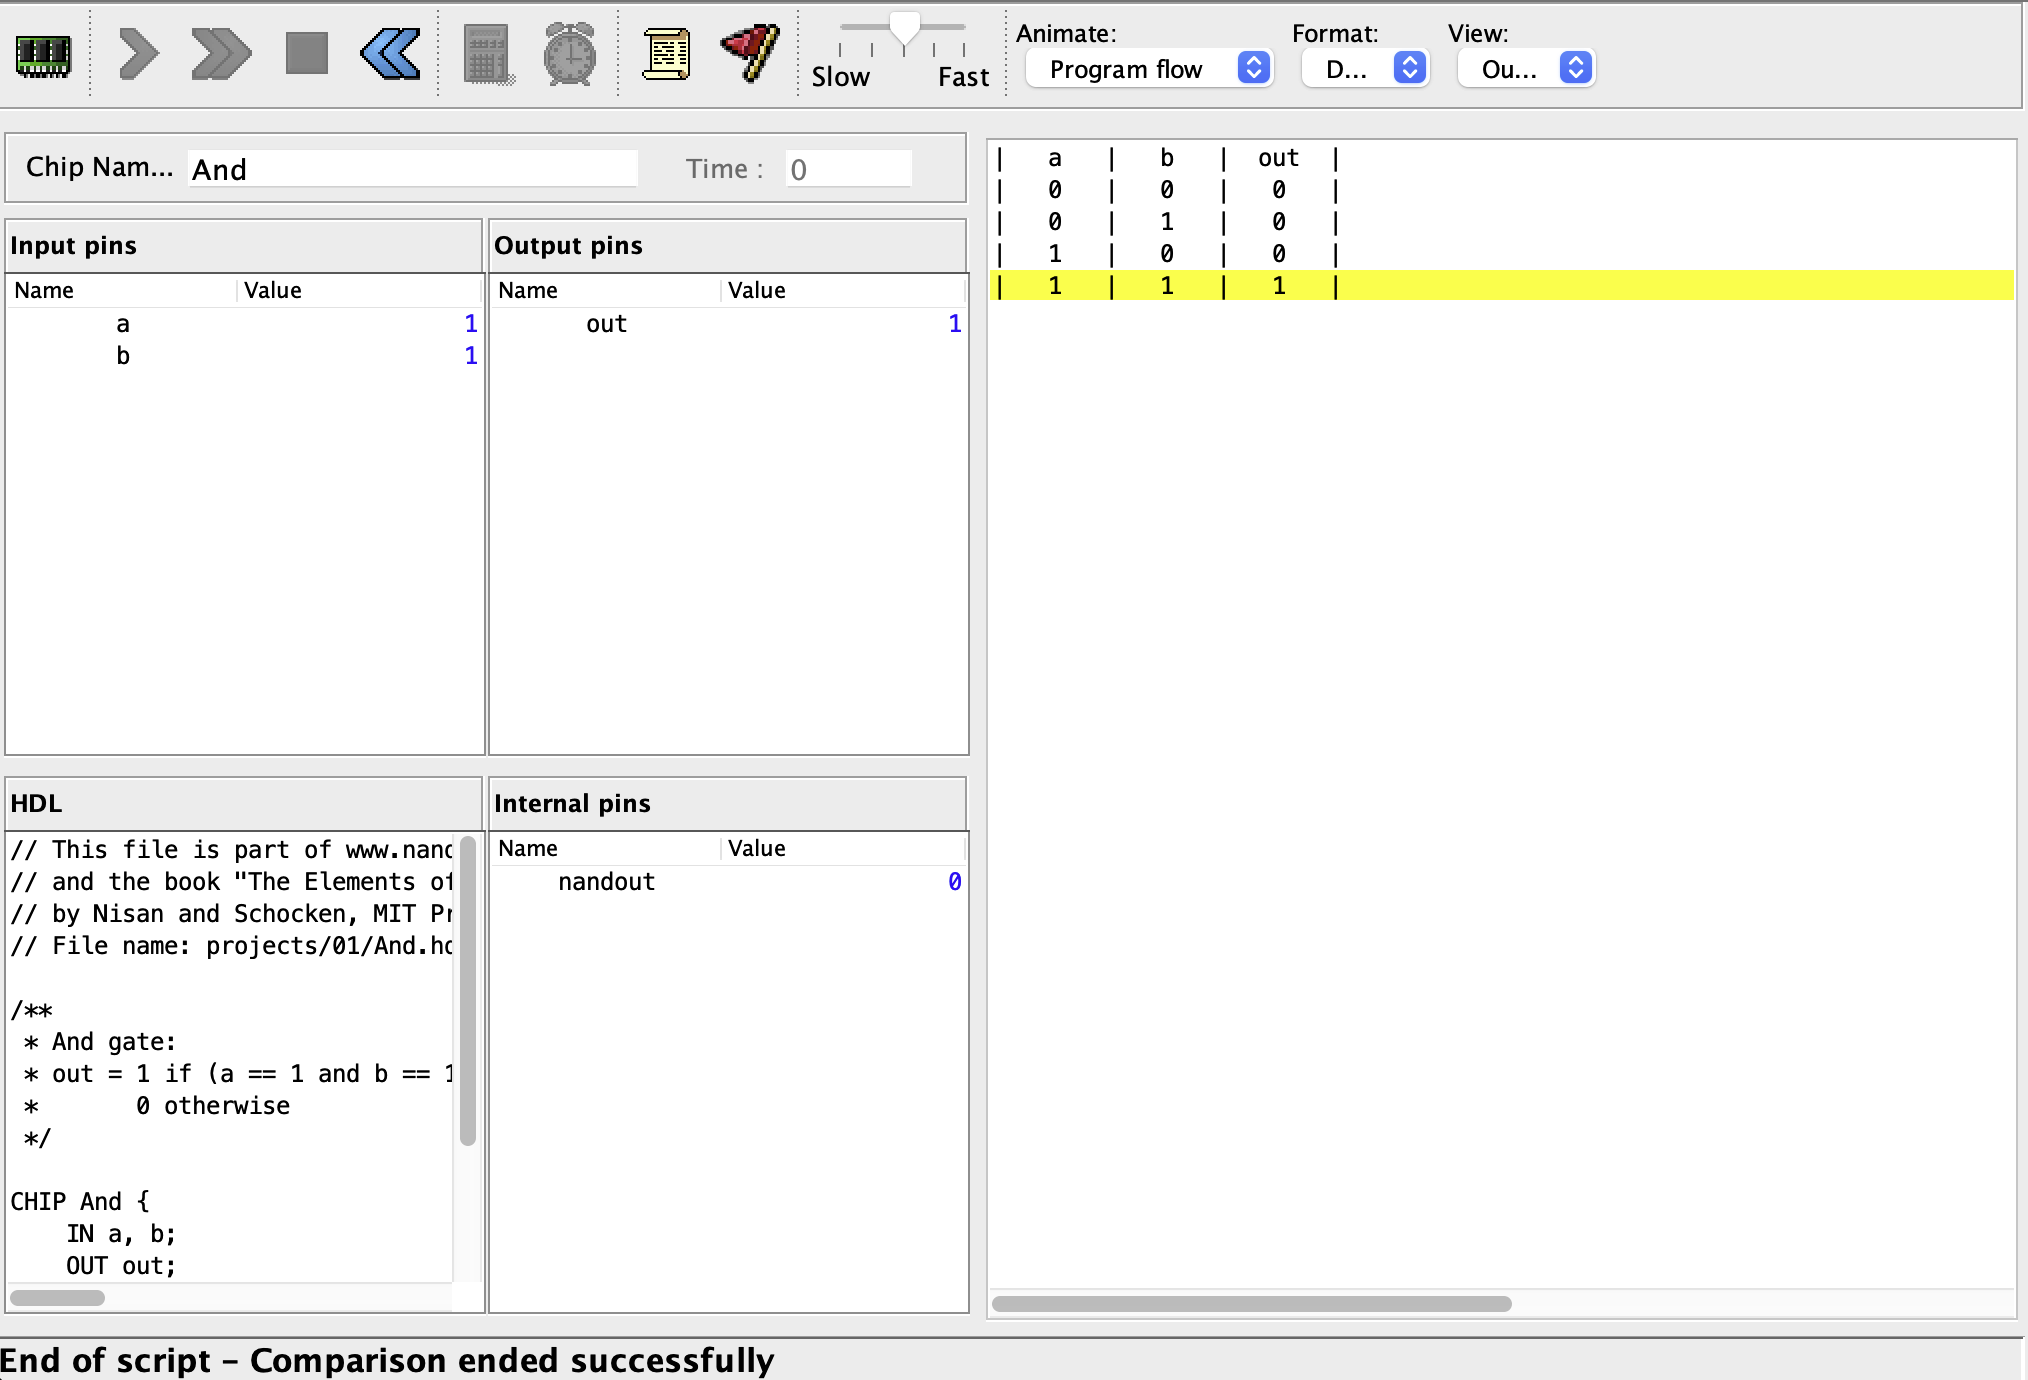 Animate: Format: View:
Slow Fast Program flow D... Ou...
Chip Nam... And Time : 0
Input pins
Name Value
a 1
b 1
Output pins
Name Value
out 1
HDL
// This file is part of www.nand
// and the book "The Elements of
// by Nisan and Schocken, MIT Pr
// File name: projects/01/And.hd
/**
* And gate:
* out = 1 if (a == 1 and b == 1
* 0 otherwise
*/
CHIP And {
IN a, b;
OUT out;
Internal pins
Name Value
nandout 0
| a | b | out |
| 0 | 0 | 0 |
| 0 | 1 | 0 |
| 1 | 0 | 0 |
| 1 | 1 | 1 |
End of script – Comparison ended successfully